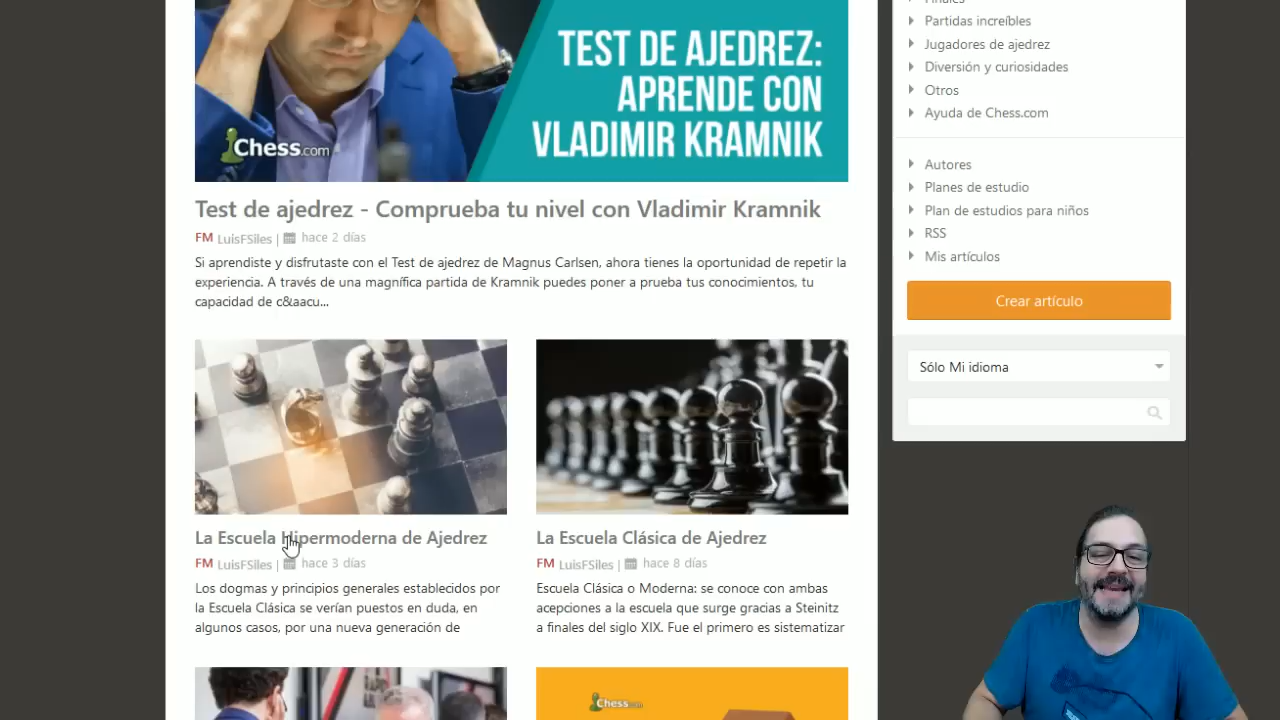 TEST DE AJEDREZ:
APRENDE CON
VLADIMIR KRAMNIK
Chess.com
Test de ajedrez - Comprueba tu nivel con Vladimir Kramnik
FM LuisFSiles | hace 2 días
Si aprendiste y disfrutaste con el Test de ajedrez de Magnus Carlsen, ahora tienes la oportunidad de repetir la
experiencia. A través de una magnífica partida de Kramnik puedes poner a prueba tus conocimientos, tu
capacidad de c&aacu...
La Escuela Hipermoderna de Ajedrez
FM LuisFSiles | hace 3 días
Los dogmas y principios generales establecidos por
la Escuela Clásica se verían puestos en duda, en
algunos casos, por una nueva generación de
La Escuela Clásica de Ajedrez
FM LuisFSiles | hace 8 días
Escuela Clásica o Moderna: se conoce con ambas
acepciones a la escuela que surge gracias a Steinitz
a finales del siglo XIX. Fue el primero es sistematizar
Chess.com
Finales
Partidas increíbles
Jugadores de ajedrez
Diversión y curiosidades
Otros
Ayuda de Chess.com
Autores
Planes de estudio
Plan de estudios para niños
RSS
Mis artículos
Crear artículo
Sólo Mi idioma